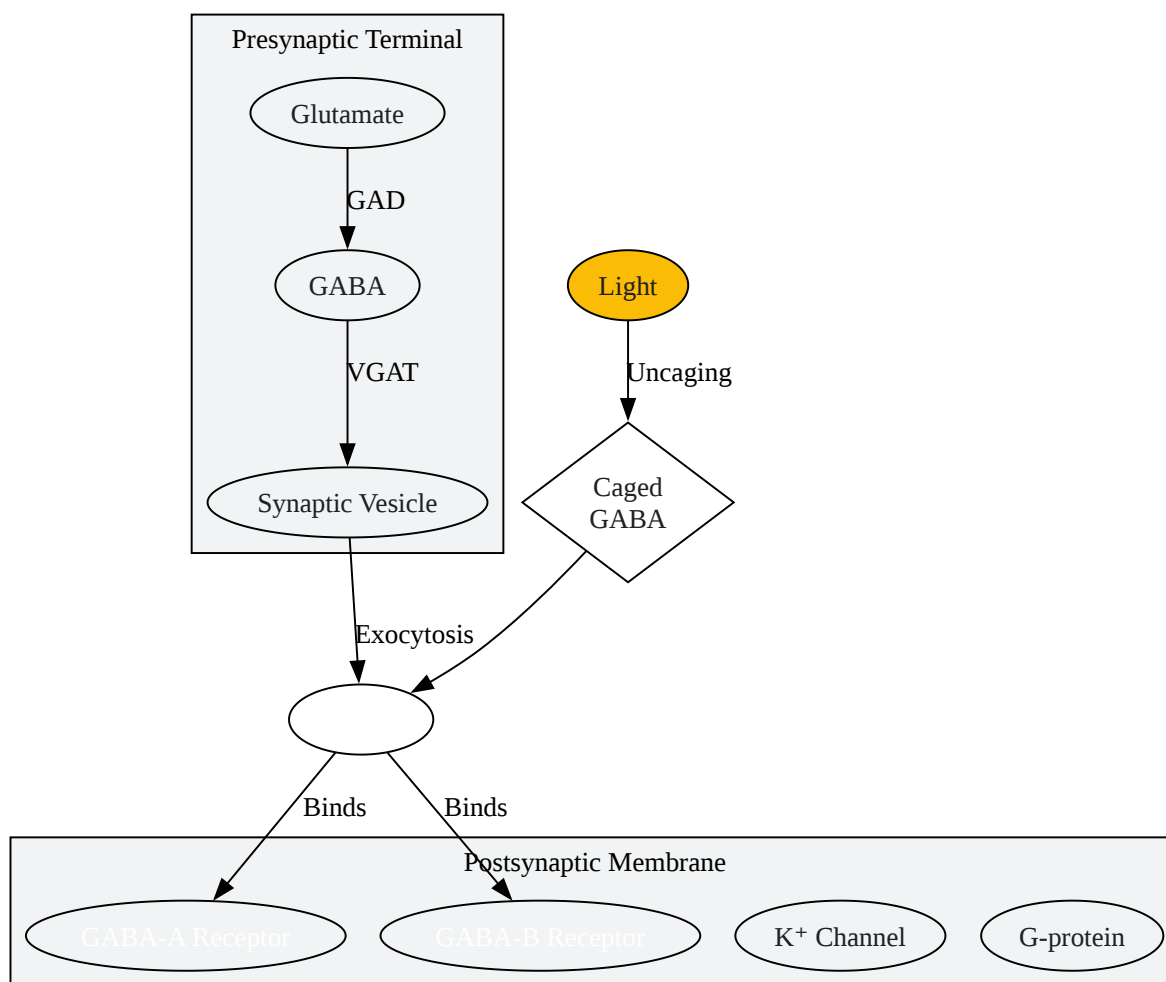 Presynaptic Terminal
Glutamate
GAD
GABA
Light
VGAT
Uncaging
Synaptic Vesicle
Caged
GABA
Exocytosis
Binds
Binds
Postsynaptic Membrane
GABA-A Receptor
GABA-B Receptor
K⁺ Channel
G-protein